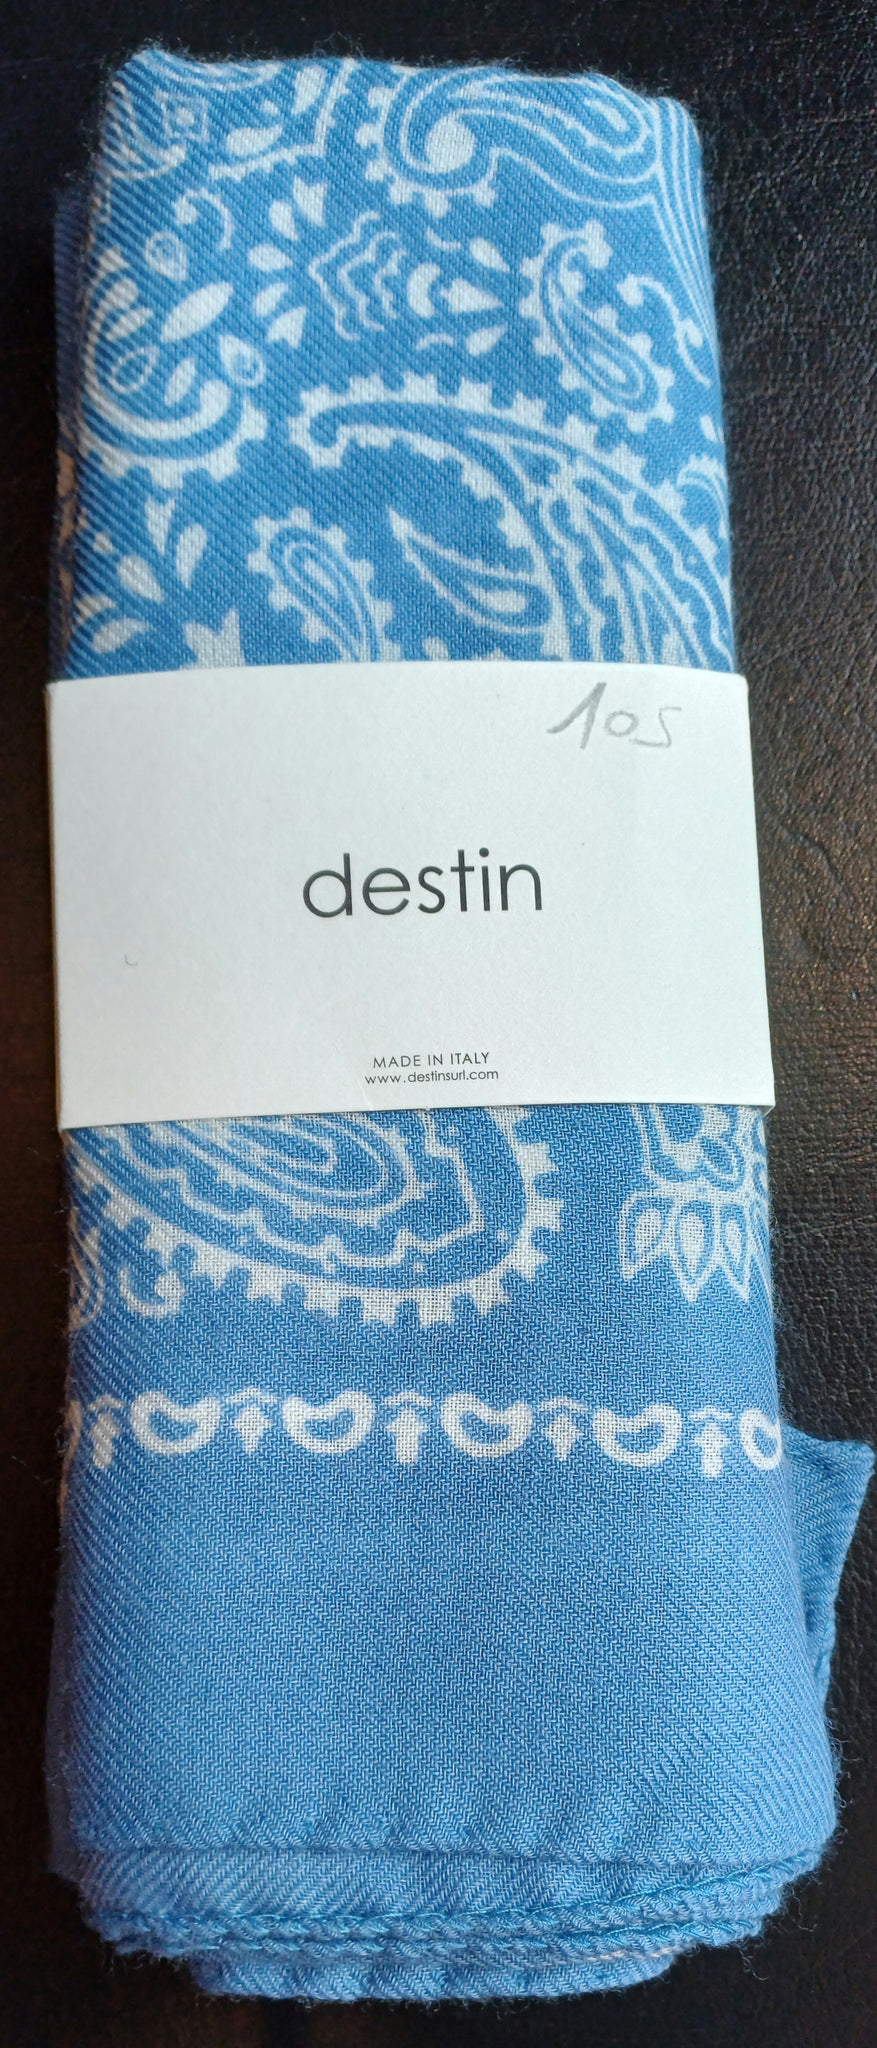 105
destin
MADE IN ITALY
www.destinsurl.com